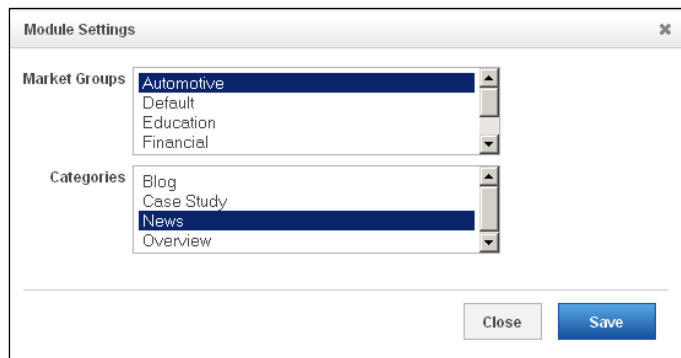 Module Settings
Market Groups
Automotive
Default
Education
Financial
Categories
Blog
Case Study
News
Overview
Close
Save